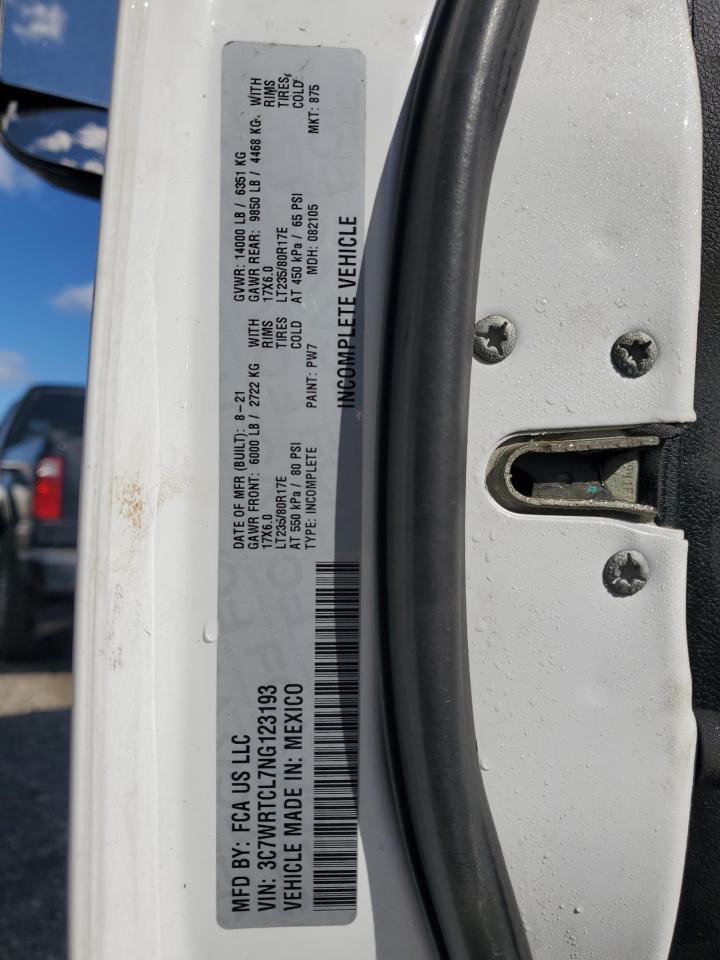 MFD BY: FCA US LLC
DATE OF MFR (BUILT): 8-21
GVWR: 14000 LB / 6351 KG
VIN: 3C7WRTCL7NG123193
GAWR FRONT: 6000 LB / 2722 KG WITH
GAWR REAR: 9850 LB / 4468 KG WITH
VEHICLE MADE IN: MEXICO
17X6.0 RIMS
17X6.0 RIMS
LT235/80R17E TIRES
LT235/80R17E TIRES
AT 550 kPa / 80 PSI COLD
AT 450 kPa / 65 PSI COLD
TYPE: INCOMPLETE
PAINT: PW7
MDH: 082105
MKT: 875
INCOMPLETE VEHICLE